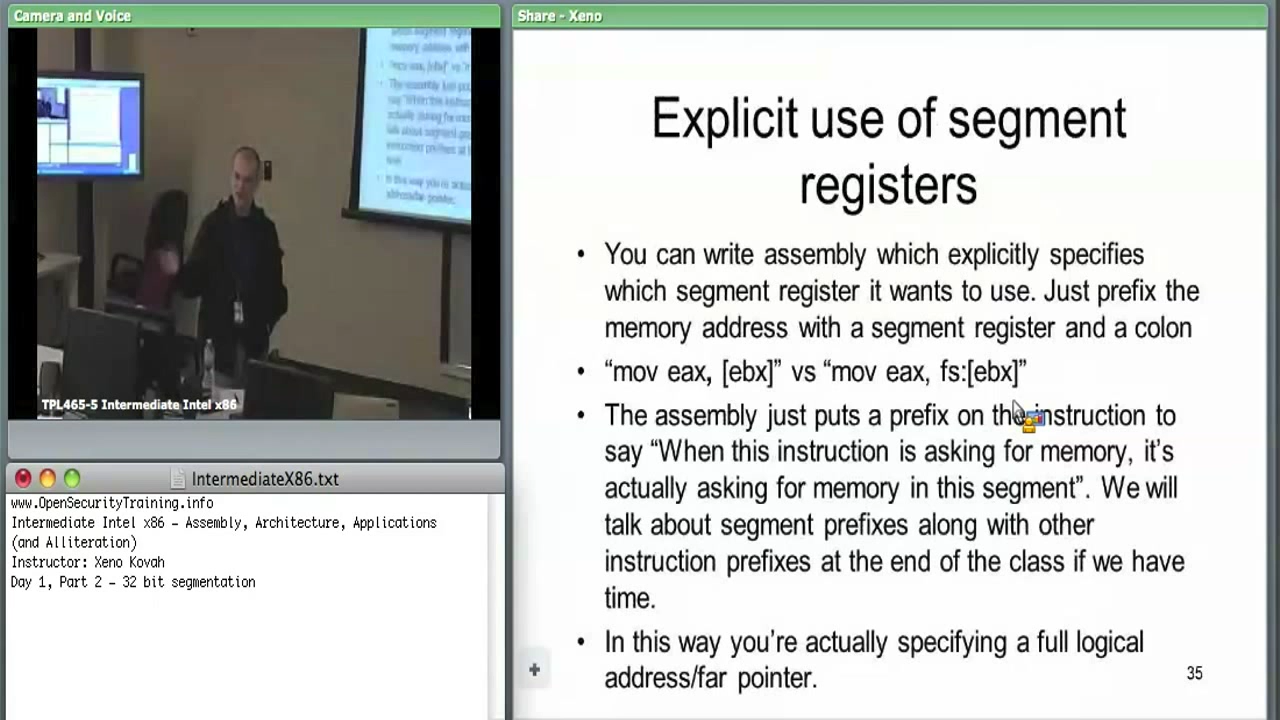 Camera and Voice
TPL465-5 Intermediate Intel x86
IntermediateX86.txt
www.OpenSecurityTraining.info
Intermediate Intel x86 – Assembly, Architecture, Applications
(and Alliteration)
Instructor: Xeno Kovah
Day 1, Part 2 – 32 bit segmentation
Share - Xeno
Explicit use of segment
registers
• You can write assembly which explicitly specifies
which segment register it wants to use. Just prefix the
memory address with a segment register and a colon
• “mov eax, [ebx]” vs “mov eax, fs:[ebx]”
• The assembly just puts a prefix on the instruction to
say “When this instruction is asking for memory, it’s
actually asking for memory in this segment”. We will
talk about segment prefixes along with other
instruction prefixes at the end of the class if we have
time.
• In this way you’re actually specifying a full logical
address/far pointer.
35